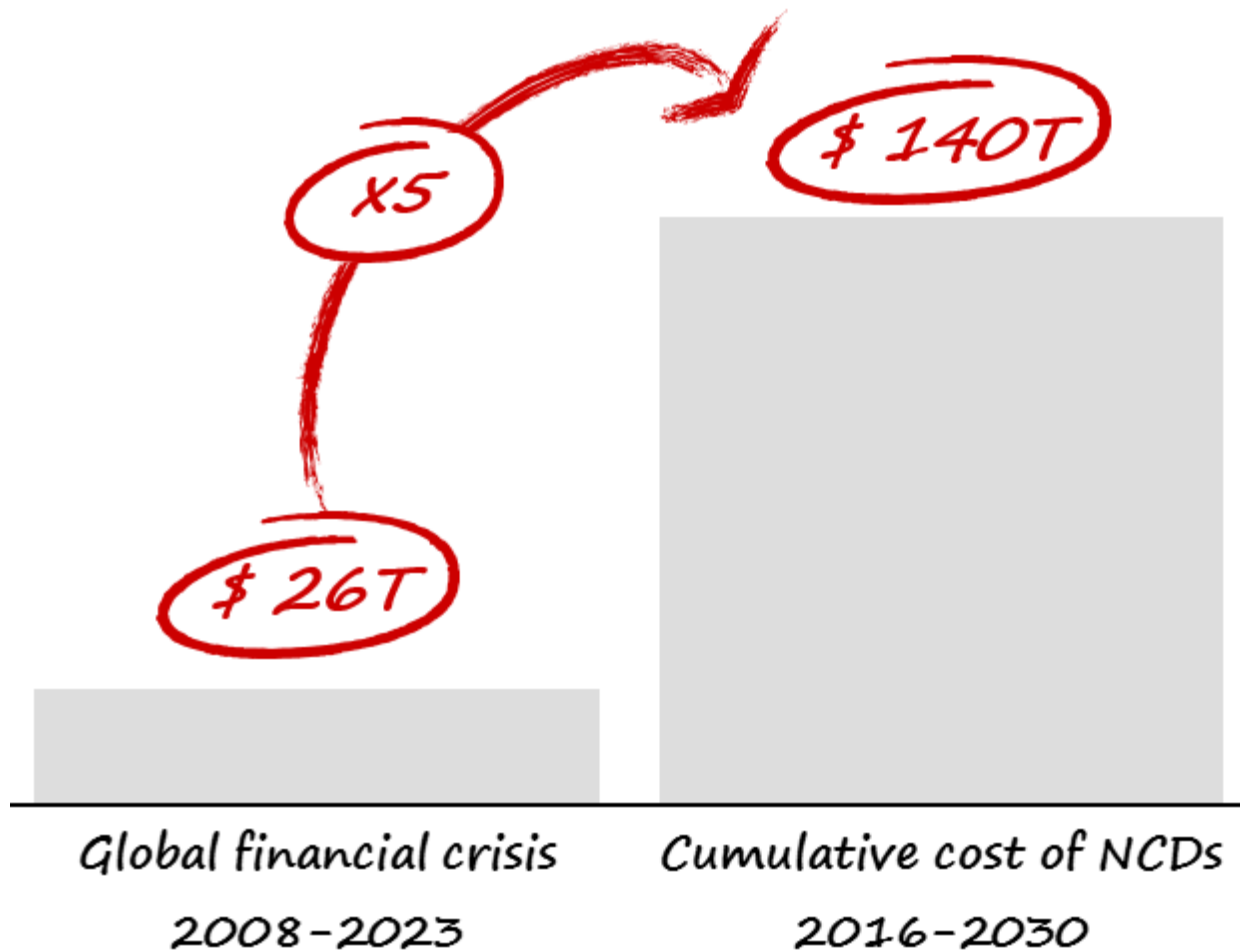 $ 140T
x5
$ 26T
Global financial crisis
2008-2023
Cumulative cost of NCDs
2016-2030